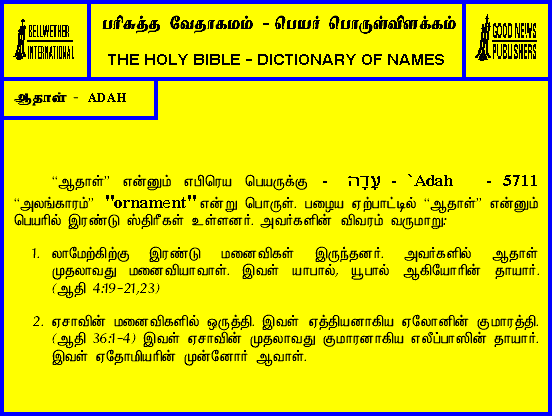 BELLWETHER
INTERNATIONAL
பரிசுத்த வேதாகமம் - பெயர் பொருள்விளக்கம்
THE HOLY BIBLE - DICTIONARY OF NAMES
GOOD NEWS
PUBLISHERS
ஆதாள் - ADAH
“ஆதாள்” என்னும் எபிரெய பெயருக்கு - עָדָה - `Adah - 5711
“அலங்காரம்” "ornament" என்று பொருள். பழைய ஏற்பாட்டில் “ஆதாள்” என்னும்
பெயரில் இரண்டு ஸ்திரீகள் உள்ளனர். அவர்களின் விவரம் வருமாறு:
1. லாமேற்கிற்கு இரண்டு மனைவிகள் இருந்தனர். அவர்களில் ஆதாள்
முதலாவது மனைவியாவாள். இவள் யாபால், யூபால் ஆகியோரின் தாயார்.
(ஆதி 4:19-21,23)
2. ஏசாவின் மனைவிகளில் ஒருத்தி. இவள் ஏத்தியனாகிய ஏலோனின் குமாரத்தி.
(ஆதி 36:1-4) இவள் ஏசாவின் முதலாவது குமாரனாகிய எலீப்பாஸின் தாயார்.
இவள் ஏதோமியரின் முன்னோர் ஆவாள்.